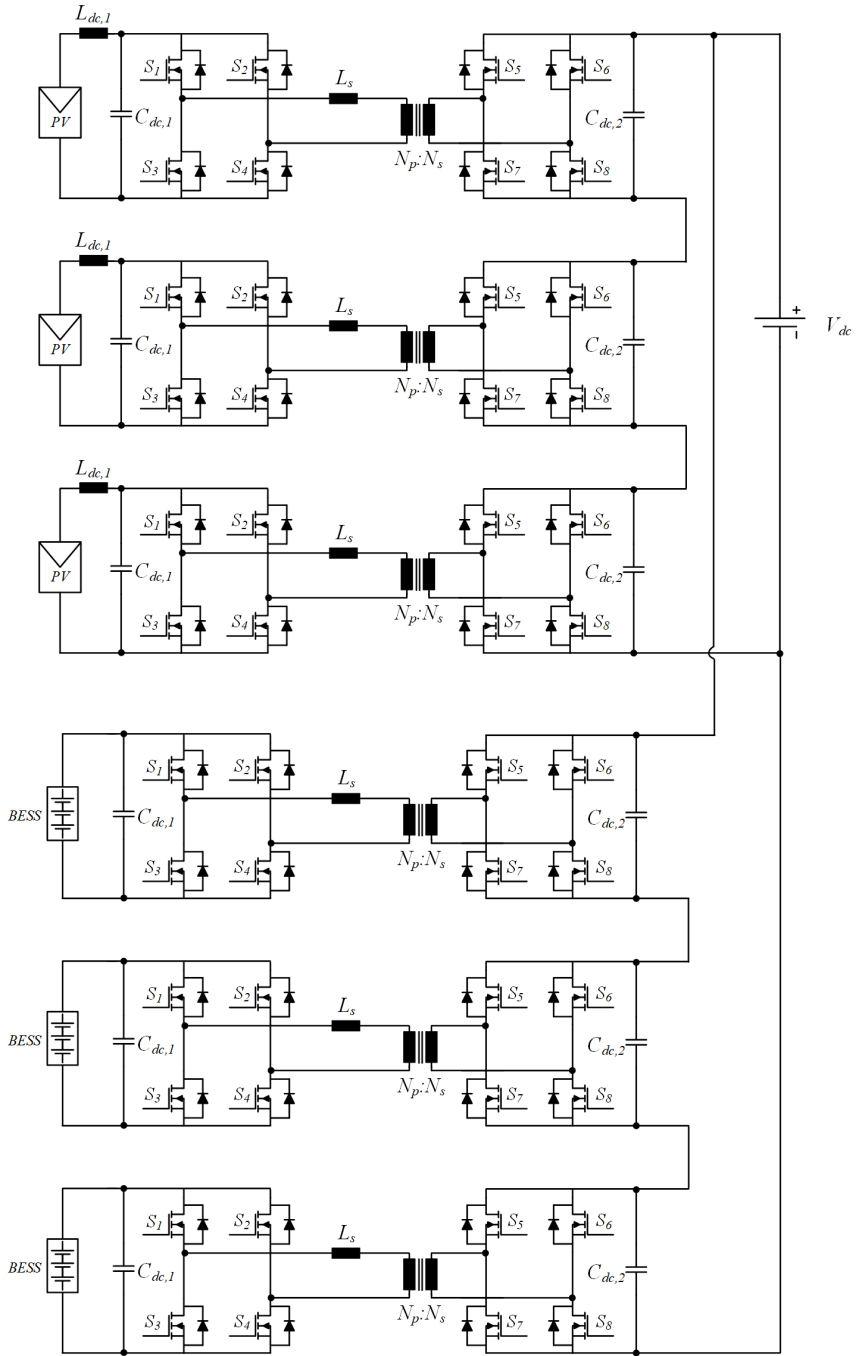 L_dc,1
S_1 S_2 S_5 S_6
L_s
PV C_dc,1 C_dc,2
S_3 S_4 N_p:N_s S_7 S_8
L_dc,1
S_1 S_2 S_5 S_6
L_s
+
V_dc
-
PV C_dc,1 C_dc,2
S_3 S_4 N_p:N_s S_7 S_8
L_dc,1
S_1 S_2 S_5 S_6
L_s
PV C_dc,1 C_dc,2
S_3 S_4 N_p:N_s S_7 S_8
S_1 S_2 S_5 S_6
L_s
BESS C_dc,1 C_dc,2
S_3 S_4 N_p:N_s S_7 S_8
S_1 S_2 S_5 S_6
L_s
BESS C_dc,1 C_dc,2
S_3 S_4 N_p:N_s S_7 S_8
S_1 S_2 S_5 S_6
L_s
BESS C_dc,1 C_dc,2
S_3 S_4 N_p:N_s S_7 S_8